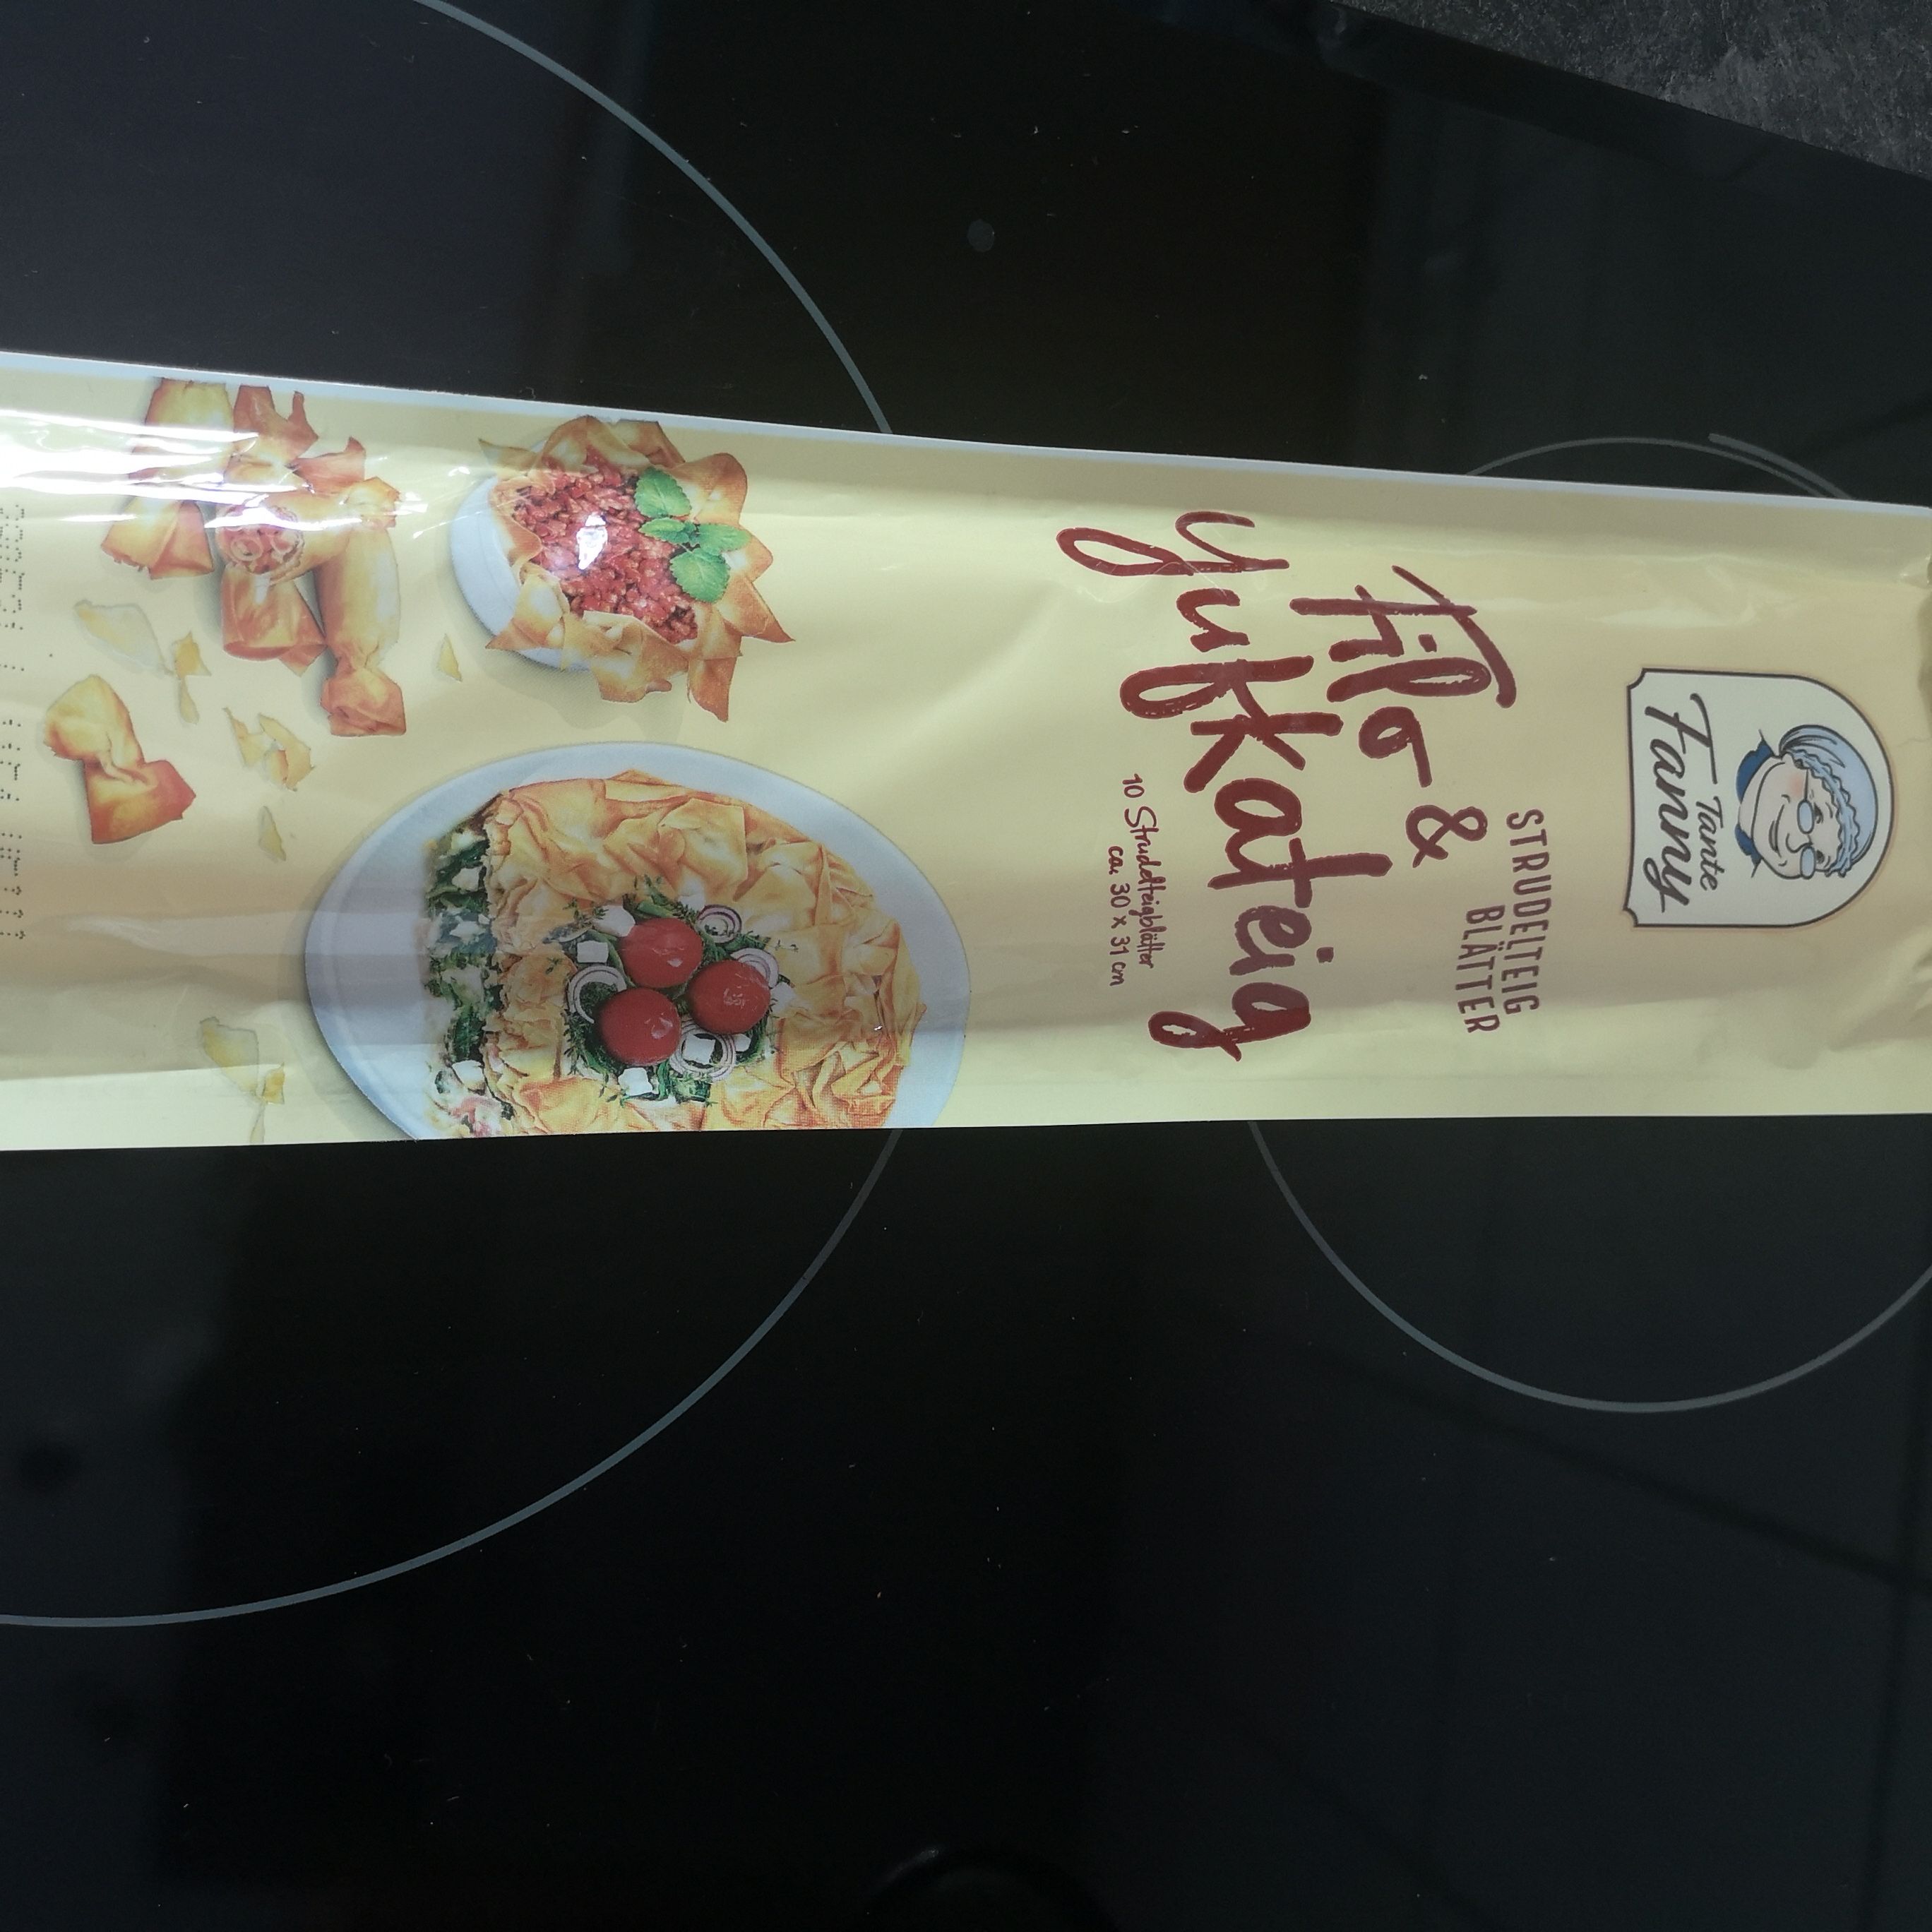 Tante
Fanny
STRUDELTEIG
BLÄTTER
Filo &
yufkateig
10 Strudelteigblätter
ca. 30 x 31 cm